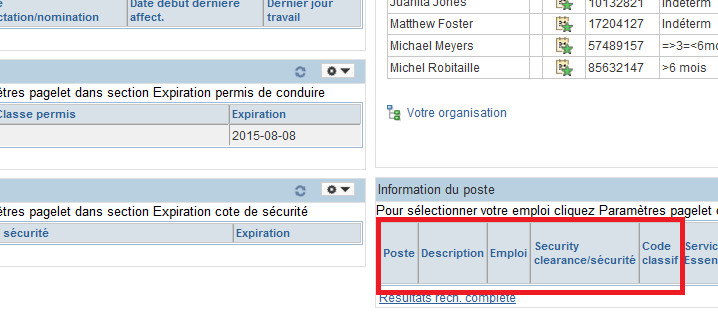 ctation/nomination
Date début dernière
affect.
Dernier jour
travail
ètres pagelet dans section Expiration permis de conduire
Classe permis
Expiration
2015-08-08
ètres pagelet dans section Expiration cote de sécurité
sécurité
Expiration
Juanita Jones
10132821
Indéterm
Matthew Foster
17204127
Indéterm
Michael Meyers
57489157
=>3=<6mo
Michel Robitaille
85632147
>6 mois
Votre organisation
Information du poste
Pour sélectionner votre emploi cliquez Paramètres pagelet
Poste
Description
Emploi
Security
clearance/sécurité
Code
classif
Servic
Essen
Résultats rech. complète